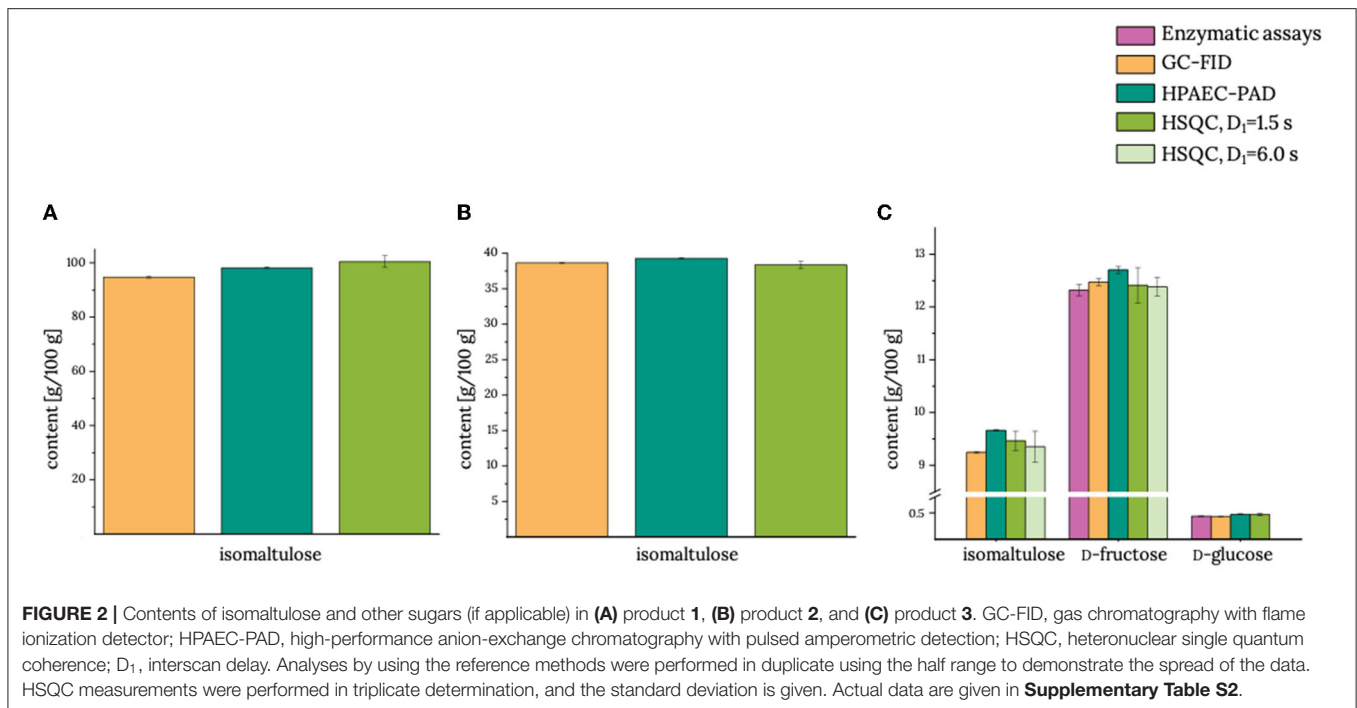 Enzymatic assays
GC-FID
HPAEC-PAD
HSQC, D₁=1.5 s
HSQC, D₁=6.0 s
A
content [g/100 g]
100
80
60
40
20
isomaltulose
B
content [g/100 g]
40
35
30
25
20
15
10
5
isomaltulose
C
content [g/100 g]
13
12
11
10
9
0.5
isomaltulose D-fructose D-glucose
FIGURE 2 | Contents of isomaltulose and other sugars (if applicable) in (A) product 1, (B) product 2, and (C) product 3. GC-FID, gas chromatography with flame
ionization detector; HPAEC-PAD, high-performance anion-exchange chromatography with pulsed amperometric detection; HSQC, heteronuclear single quantum
coherence; D₁, interscan delay. Analyses by using the reference methods were performed in duplicate using the half range to demonstrate the spread of the data.
HSQC measurements were performed in triplicate determination, and the standard deviation is given. Actual data are given in Supplementary Table S2.